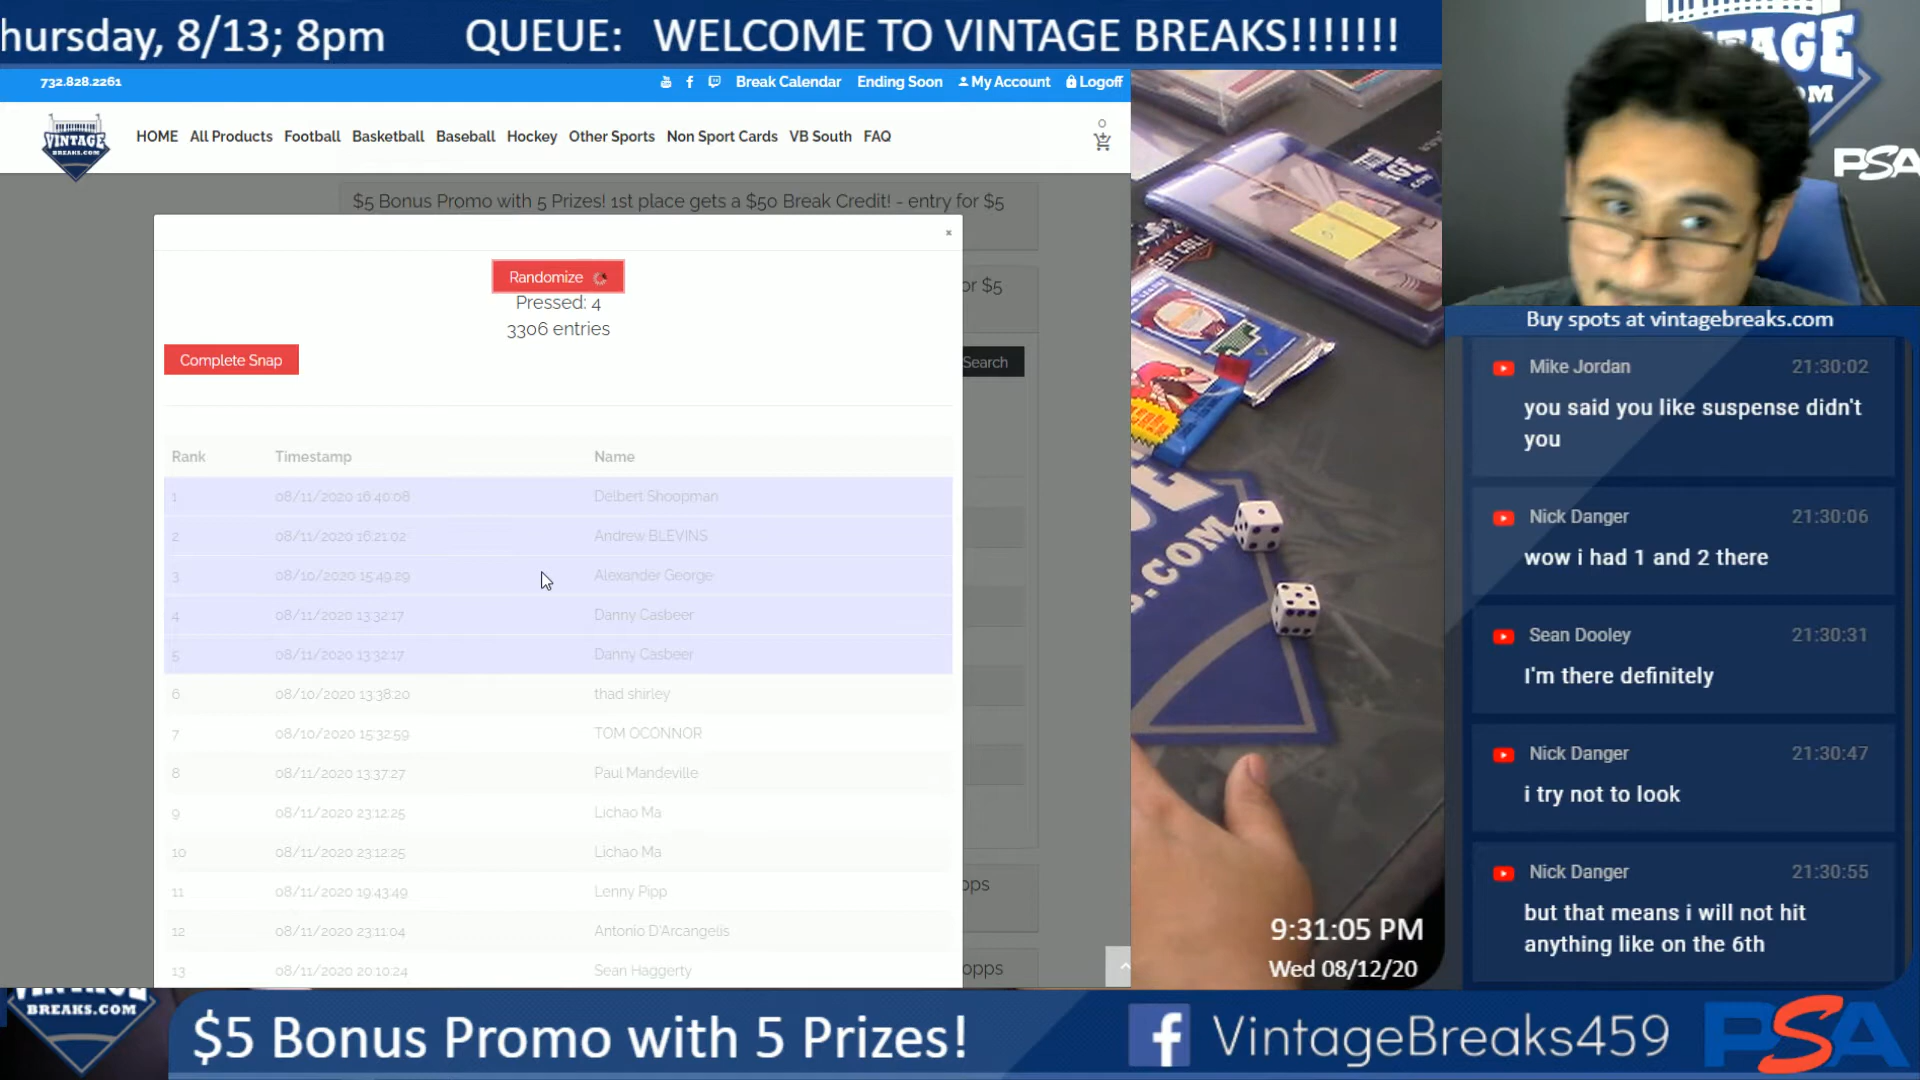 hursday, 8/13; 8pm QUEUE: WELCOME TO VINTAGE BREAKS!!!!!!!
732.828.2261
Break Calendar Ending Soon My Account Logoff
VINTAGE
BREAKS.COM
HOME All Products Football Basketball Baseball Hockey Other Sports Non Sport Cards VB South FAQ
0
$5 Bonus Promo with 5 Prizes! 1st place gets a $50 Break Credit! - entry for $5
×
or $5
Randomize
Pressed: 4
3306 entries
Complete Snap
Search
Rank Timestamp Name
1 08/11/2020 16:40:08 Delbert Shoopman
2 08/11/2020 16:21:02 Andrew BLEVINS
3 08/10/2020 15:49:29 Alexander George
4 08/11/2020 13:32:17 Danny Casbeer
5 08/11/2020 13:32:17 Danny Casbeer
6 08/10/2020 13:38:20 thad shirley
7 08/10/2020 15:32:59 TOM OCONNOR
8 08/11/2020 13:37:27 Paul Mandeville
9 08/11/2020 23:12:25 Lichao Ma
10 08/11/2020 23:12:25 Lichao Ma
11 08/11/2020 19:43:49 Lenny Pipp
12 08/11/2020 23:11:04 Antonio D'Arcangelis
13 08/11/2020 20:10:24 Sean Haggerty
opps
opps
.COM
9:31:05 PM
Wed 08/12/20
TAGE
OM
PSA
Buy spots at vintagebreaks.com
Mike Jordan 21:30:02
you said you like suspense didn't
you
Nick Danger 21:30:06
wow i had 1 and 2 there
Sean Dooley 21:30:31
I'm there definitely
Nick Danger 21:30:47
i try not to look
Nick Danger 21:30:55
but that means i will not hit
anything like on the 6th
VINTAGE
BREAKS.COM
$5 Bonus Promo with 5 Prizes!
VintageBreaks459
PSA